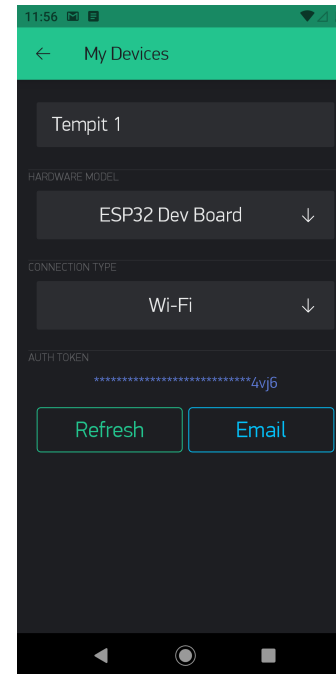 11:56
My Devices
Tempit 1
HARDWARE MODEL
ESP32 Dev Board
CONNECTION TYPE
Wi-Fi
AUTH TOKEN
****************************4vj6
Refresh
Email